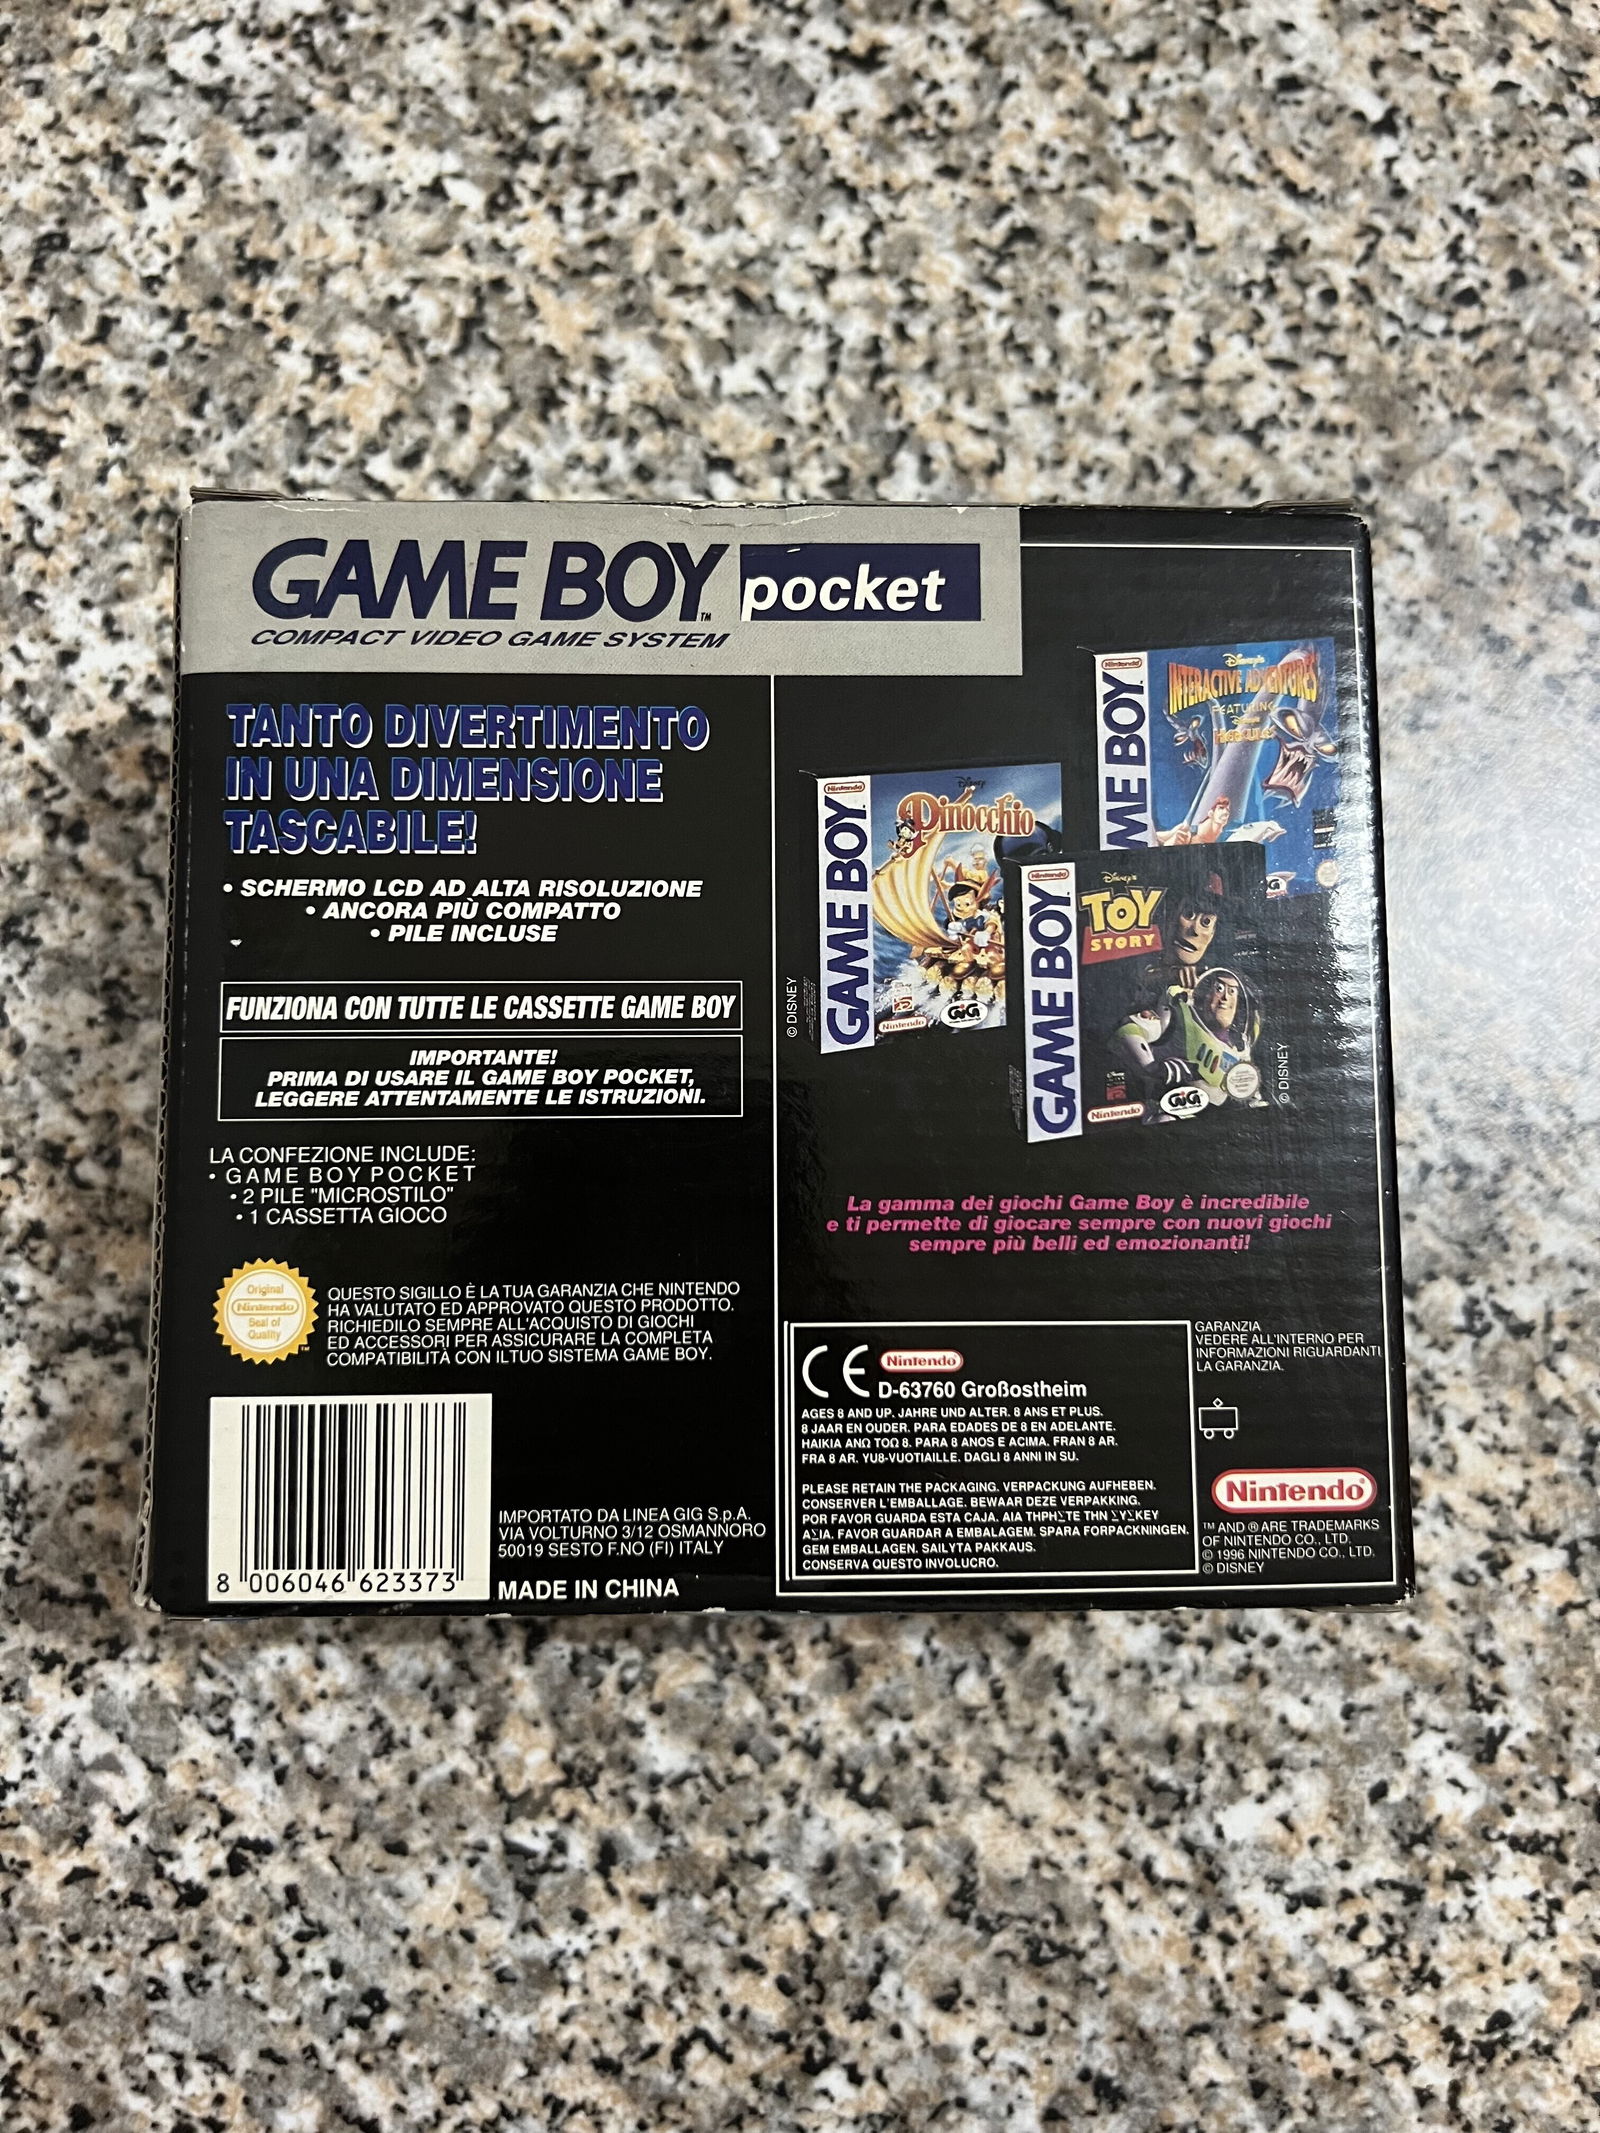 GAME BOY™ pocket
COMPACT VIDEO GAME SYSTEM
TANTO DIVERTIMENTO
IN UNA DIMENSIONE
TASCABILE!
• SCHERMO LCD AD ALTA RISOLUZIONE
• ANCORA PIÙ COMPATTO
• PILE INCLUSE
FUNZIONA CON TUTTE LE CASSETTE GAME BOY
IMPORTANTE!
PRIMA DI USARE IL GAME BOY POCKET,
LEGGERE ATTENTAMENTE LE ISTRUZIONI.
LA CONFEZIONE INCLUDE:
• GAME BOY POCKET
• 2 PILE "MICROSTILO"
• 1 CASSETTA GIOCO
Original
Nintendo
Seal of
Quality
™
QUESTO SIGILLO È LA TUA GARANZIA CHE NINTENDO
HA VALUTATO ED APPROVATO QUESTO PRODOTTO.
RICHIEDILO SEMPRE ALL'ACQUISTO DI GIOCHI
ED ACCESSORI PER ASSICURARE LA COMPLETA
COMPATIBILITÀ CON IL TUO SISTEMA GAME BOY.
8 006046 623373
IMPORTATO DA LINEA GIG S.p.A.
VIA VOLTURNO 3/12 OSMANNORO
50019 SESTO F.NO (FI) ITALY
MADE IN CHINA
Nintendo
GAME BOY
Disney's
INTERACTIVE ADVENTURES
FEATURING
Disney's
HERCULES
Nintendo
GAME BOY
Disney
Pinocchio
Nintendo
GiG
© DISNEY
Nintendo
GAME BOY
Disney's
TOY
STORY
Nintendo
GiG
© DISNEY
La gamma dei giochi Game Boy è incredibile
e ti permette di giocare sempre con nuovi giochi
sempre più belli ed emozionanti!
CE Nintendo
D-63760 Großostheim
AGES 8 AND UP. JAHRE UND ALTER. 8 ANS ET PLUS.
8 JAAR EN OUDER. PARA EDADES DE 8 EN ADELANTE.
HAIKIA ANΩ TOΩ 8. PARA 8 ANOS E ACIMA. FRAN 8 AR.
FRA 8 AR. YU8-VUOTIAILLE. DAGLI 8 ANNI IN SU.
PLEASE RETAIN THE PACKAGING. VERPACKUNG AUFHEBEN.
CONSERVER L'EMBALLAGE. BEWAAR DEZE VERPAKKING.
POR FAVOR GUARDA ESTA CAJA. AIA THPHΣTE THN ΣYΣKEY
AΣIA. FAVOR GUARDAR A EMBALAGEM. SPARA FORPACKNINGEN.
GEM EMBALLAGEN. SAILYTA PAKKAUS.
CONSERVA QUESTO INVOLUCRO.
GARANZIA
VEDERE ALL'INTERNO PER
INFORMAZIONI RIGUARDANTI
LA GARANZIA.
Nintendo®
™ AND ® ARE TRADEMARKS
OF NINTENDO CO., LTD.
© 1996 NINTENDO CO., LTD.
© DISNEY